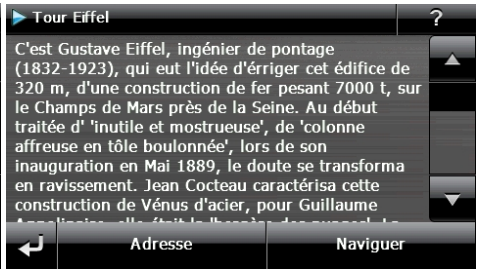 Tour Eiffel ?
C'est Gustave Eiffel, ingénier de pontage
(1832-1923), qui eut l'idée d'érriger cet édifice de
320 m, d'une construction de fer pesant 7000 t, sur
le Champs de Mars près de la Seine. Au début
traitée d' 'inutile et mostrueuse', de 'colonne
affreuse en tôle boulonnée', lors de son
inauguration en Mai 1889, le doute se transforma
en ravissement. Jean Cocteau caractérisa cette
construction de Vénus d'acier, pour Guillaume
Adresse Naviguer